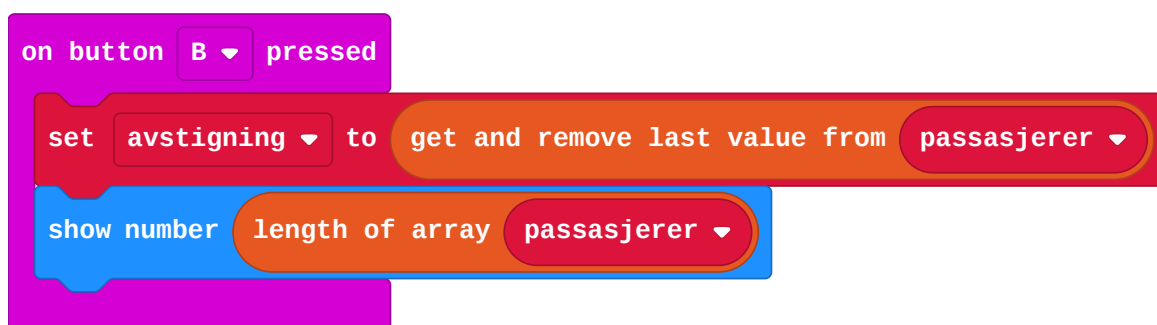 on button B pressed
set avstigning to get and remove last value from passasjerer
show number length of array passasjerer